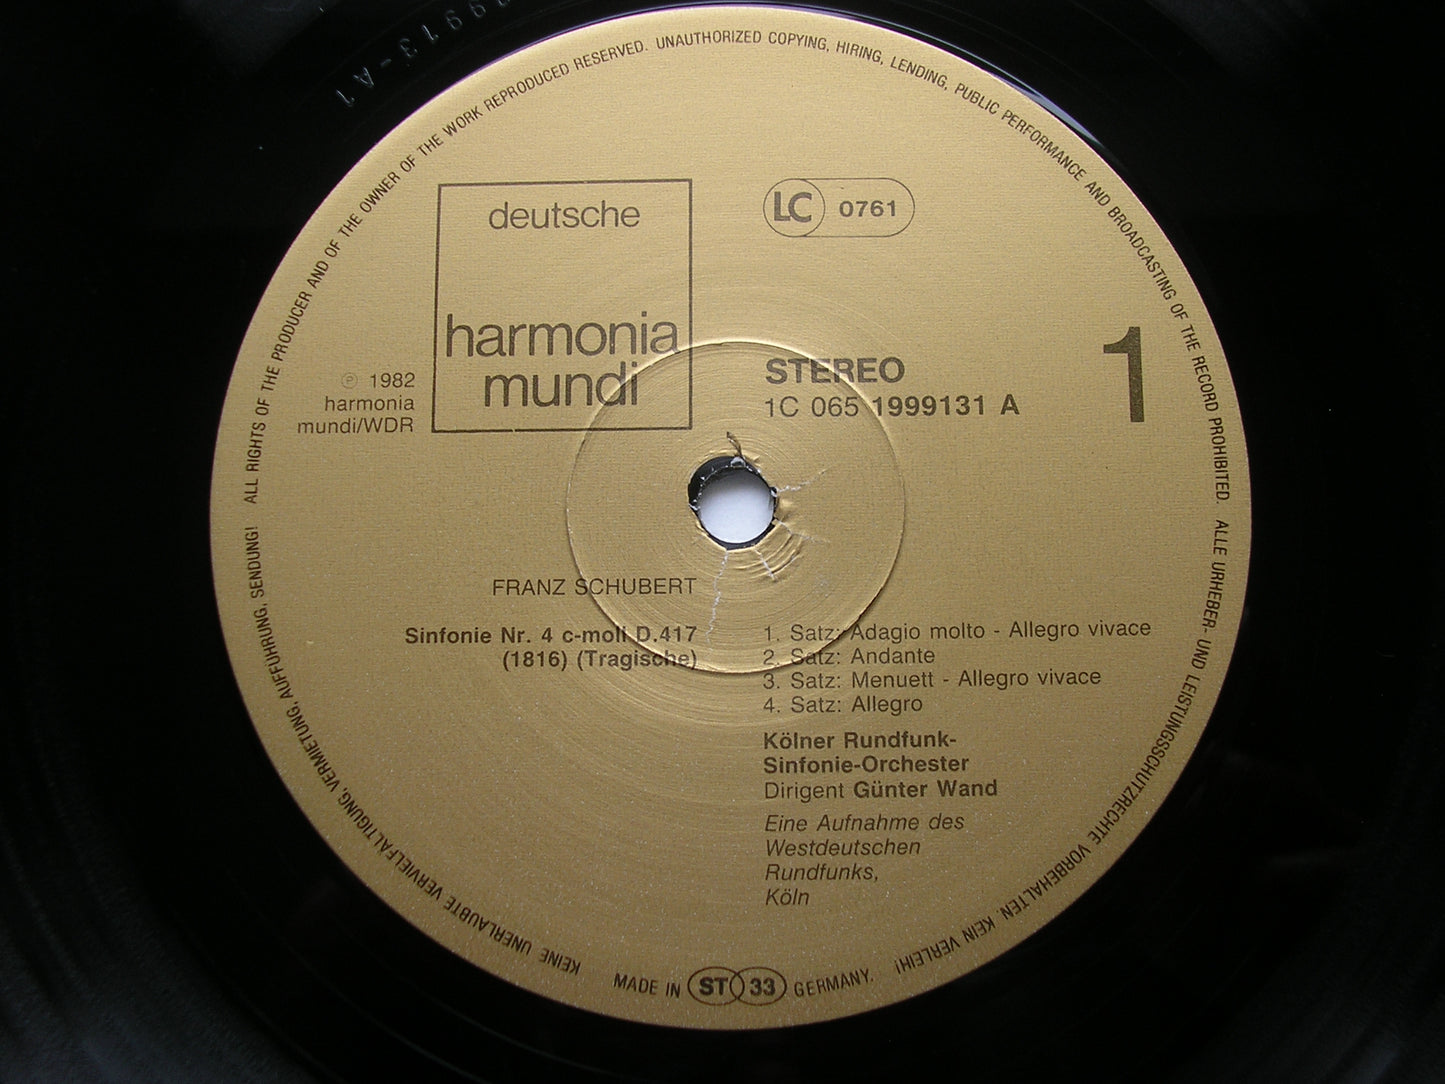 ALL RIGHTS OF THE PRODUCER AND OF THE OWNER OF THE WORK REPRODUCED RESERVED. UNAUTHORIZED COPYING, HIRING, LENDING, PUBLIC PERFORMANCE AND BROADCASTING OF THE RECORD PROHIBITED.
ALLE URHEBER- UND LEISTUNGSSCHUTZRECHTE VORBEHALTEN. KEIN VERLEIH!
KEINE UNERLAUBTE VERVIELFÄLTIGUNG, VERMIETUNG, AUFFÜHRUNG, SENDUNG!
deutsche
harmonia
mundi
LC 0761
℗ 1982
harmonia
mundi/WDR
STEREO
1C 065 1999131 A
1
FRANZ SCHUBERT
Sinfonie Nr. 4 c-moll D.417
(1816) (Tragische)
1. Satz: Adagio molto - Allegro vivace
2. Satz: Andante
3. Satz: Menuett - Allegro vivace
4. Satz: Allegro
Kölner Rundfunk-
Sinfonie-Orchester
Dirigent Günter Wand
Eine Aufnahme des
Westdeutschen
Rundfunks,
Köln
MADE IN ST 33 GERMANY.